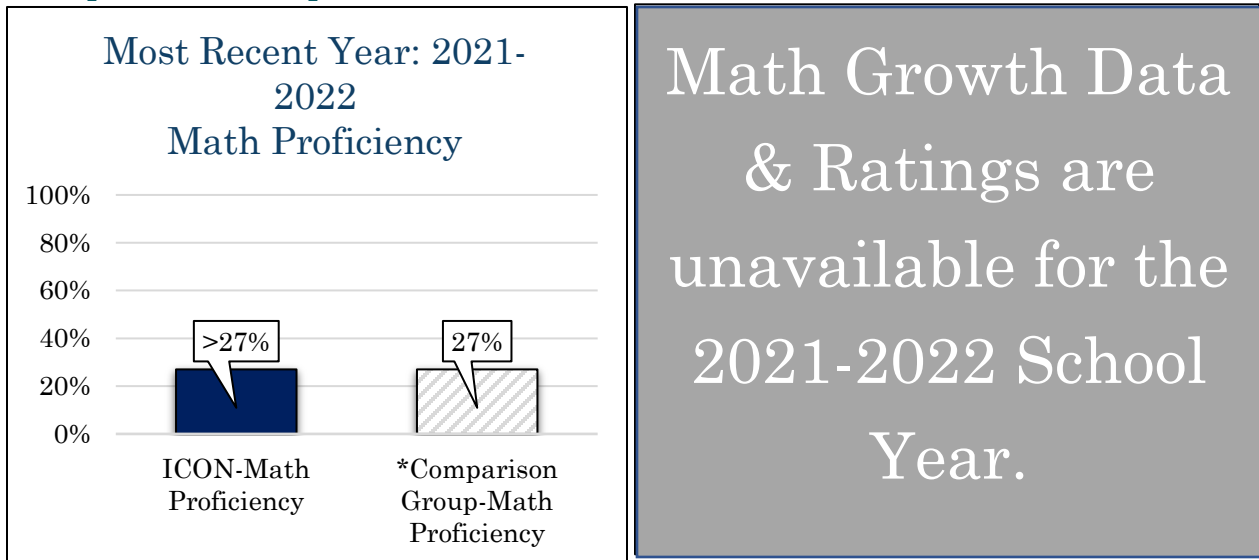 Most Recent Year: 2021-
2022
Math Proficiency
100%
80%
60%
40%
20%
0%
>27%
27%
ICON-Math
Proficiency
*Comparison
Group-Math
Proficiency
Math Growth Data
& Ratings are
unavailable for the
2021-2022 School
Year.